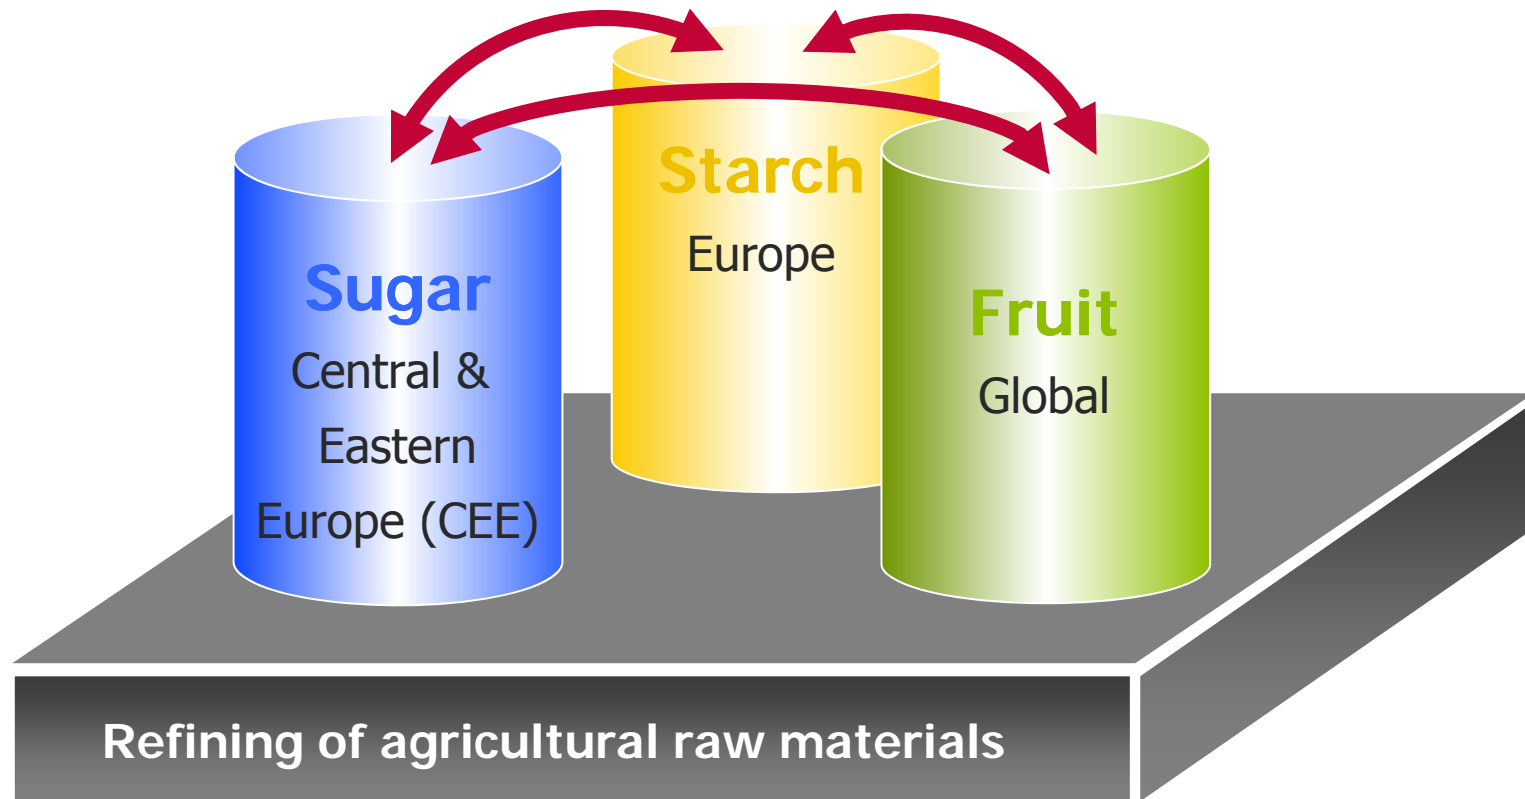 Sugar
Central &
Eastern
Europe (CEE)
Starch
Europe
Fruit
Global
Refining of agricultural raw materials